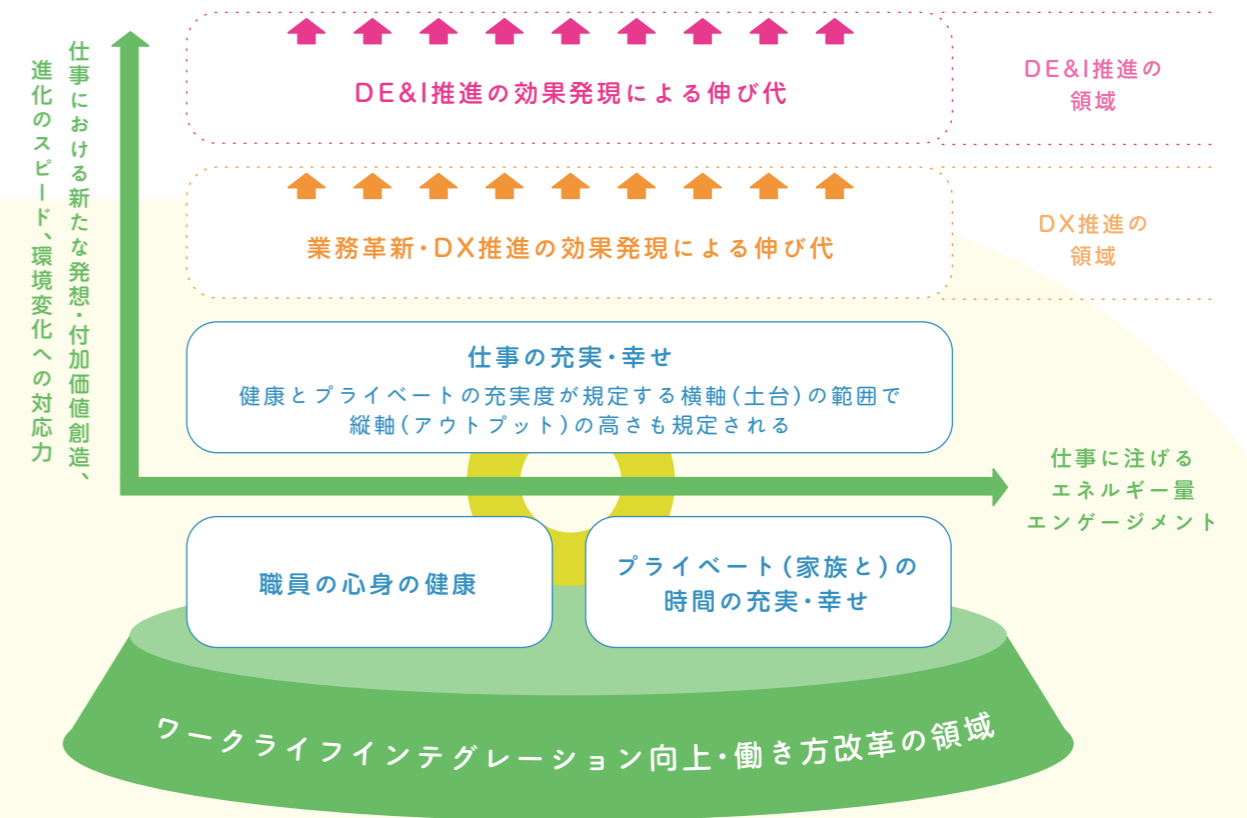 仕事における新たな発想・付加価値創造、
進化のスピード、環境変化への対応力
DE&I推進の効果発現による伸び代
DE&I推進の
領域
業務革新・DX推進の効果発現による伸び代
DX推進の
領域
仕事の充実・幸せ
健康とプライベートの充実度が規定する横軸(土台)の範囲で
縦軸(アウトプット)の高さも規定される
仕事に注げる
エネルギー量
エンゲージメント
職員の心身の健康
プライベート(家族と)の
時間の充実・幸せ
ワークライフインテグレーション向上・働き方改革の領域